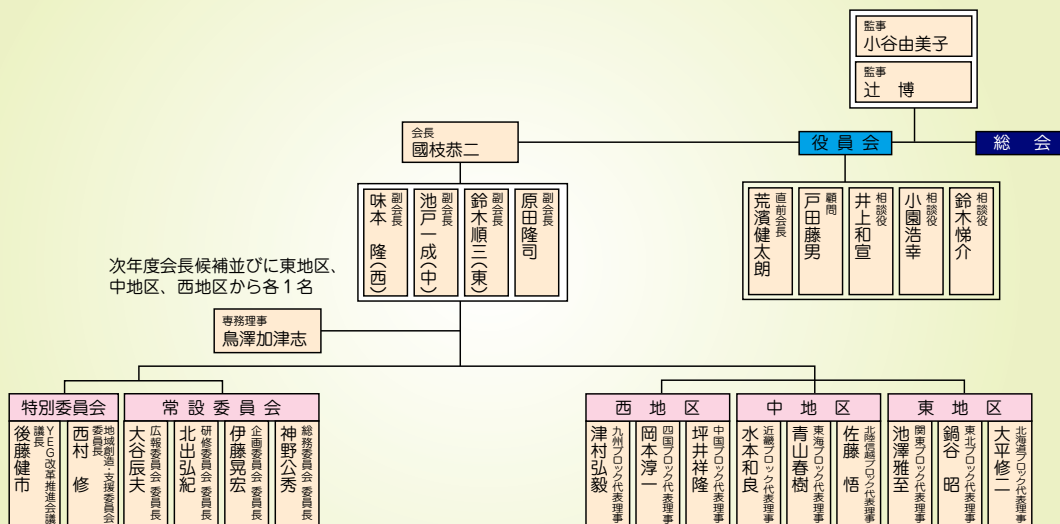 監事
小谷由美子
監事
辻　博
会長
國枝恭二
役員会
総　会
副会長
原田隆司
副会長
鈴木順三(東)
副会長
池戸一成(中)
副会長
味本　隆(西)
相談役
鈴木悌介
相談役
小園浩幸
相談役
井上和宣
顧問
戸田藤男
直前会長
荒濱健太朗
次年度会長候補並びに東地区、
中地区、西地区から各１名
専務理事
鳥澤加津志
特別委員会
地域創造・支援委員会
委員長
西村　修
ＹＥＧ改革推進会議
議長
後藤健市
常設委員会
総務委員会 委員長
神野公秀
企画委員会 委員長
伊藤晃宏
研修委員会 委員長
北出弘紀
広報委員会 委員長
大谷辰夫
西地区
中国ブロック代表理事
坪井祥隆
四国ブロック代表理事
岡本淳一
九州ブロック代表理事
津村弘毅
中地区
北陸信越ブロック代表理事
佐藤　悟
東海ブロック代表理事
青山春樹
近畿ブロック代表理事
水本和良
東地区
北海道ブロック代表理事
大平修二
東北ブロック代表理事
鍋谷　昭
関東ブロック代表理事
池澤雅至